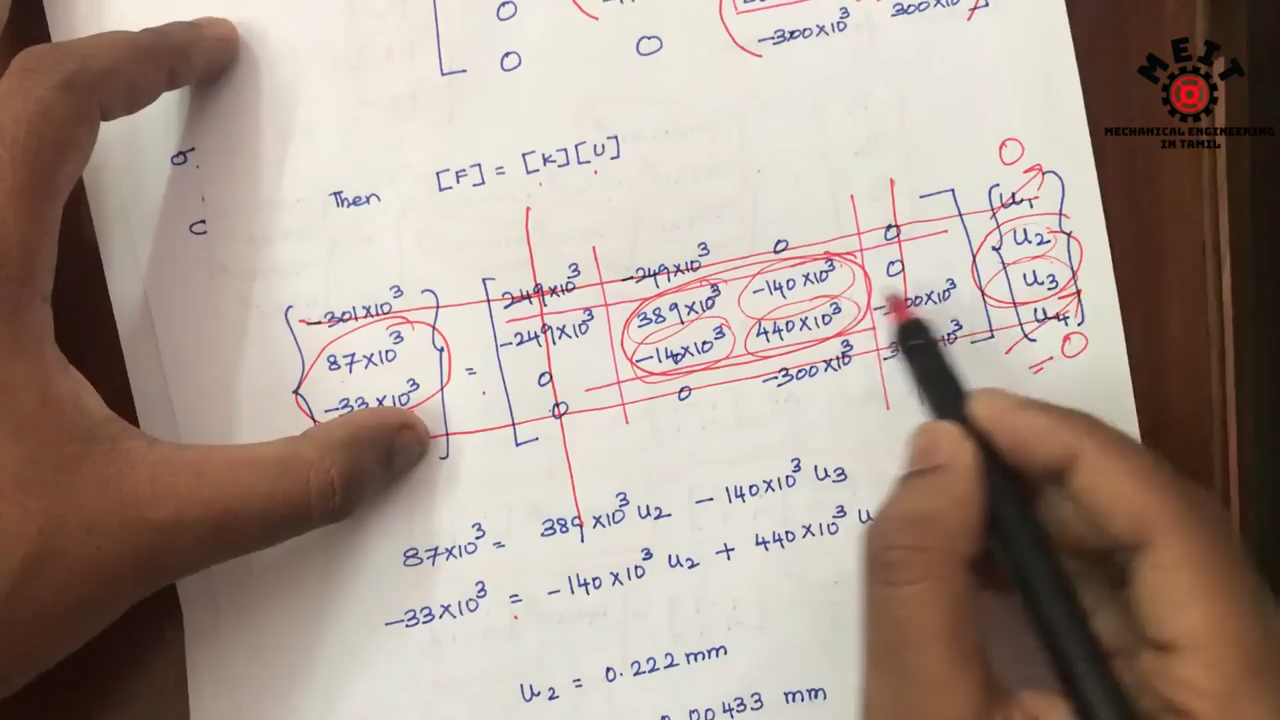 0
-300×10³ 300×10³
0 0
MEIT
MECHANICAL ENGINEERING
IN TAMIL
σ.
C
Then [F] = [K][U]
0
-301×10³
87×10³
-33×10³
=
249×10³ -249×10³ 0 0
-249×10³ 389×10³ -140×10³ 0
0 -140×10³ 440×10³ -300×10³
0 0 -300×10³
u₁
u₂
u₃
u₄
= 0
87×10³ = 389×10³ u₂ - 140×10³ u₃
-33×10³ = -140×10³ u₂ + 440×10³ u
u₂ = 0.222 mm
00433 mm